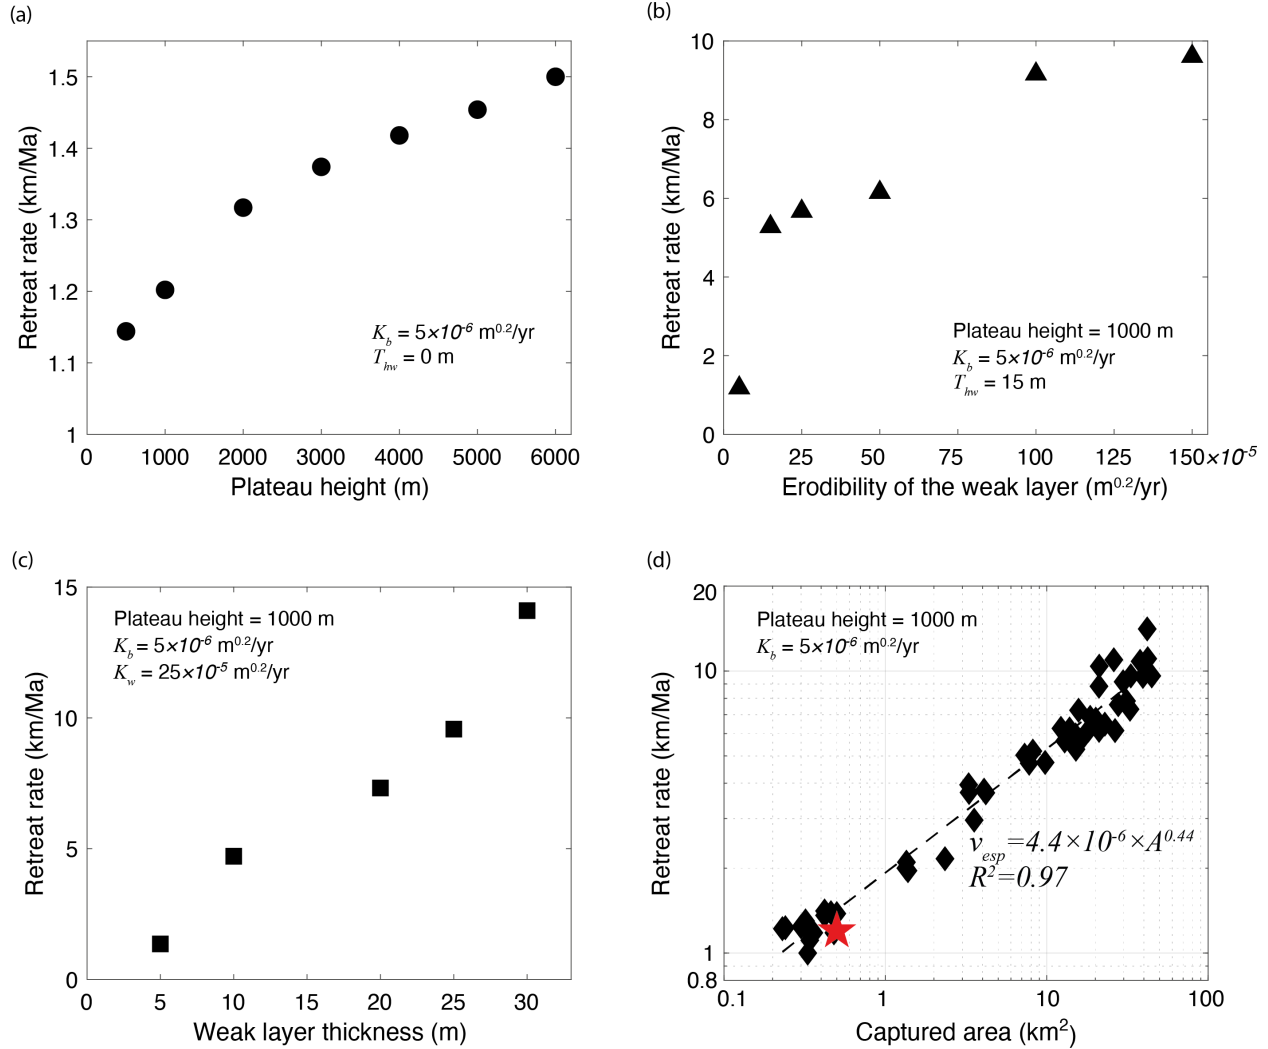 (a)
1.5
1.4
1.3
1.2
1.1
1
Retreat rate (km/Ma)
K_b = 5×10^-6 m^0.2/yr
T_hw = 0 m
0 1000 2000 3000 4000 5000 6000
Plateau height (m)
(b)
10
8
6
4
2
0
Retreat rate (km/Ma)
Plateau height = 1000 m
K_b = 5×10^-6 m^0.2/yr
T_hw = 15 m
0 25 50 75 100 125 150×10^-5
Erodibility of the weak layer (m^0.2/yr)
(c)
15
10
5
0
Retreat rate (km/Ma)
Plateau height = 1000 m
K_b = 5×10^-6 m^0.2/yr
K_w = 25×10^-5 m^0.2/yr
0 5 10 15 20 25 30
Weak layer thickness (m)
(d)
20
10
1
0.8
Retreat rate (km/Ma)
Plateau height = 1000 m
K_b = 5×10^-6 m^0.2/yr
v_esp=4.4×10^-6×A^0.44
R^2=0.97
0.1 1 10 100
Captured area (km^2)